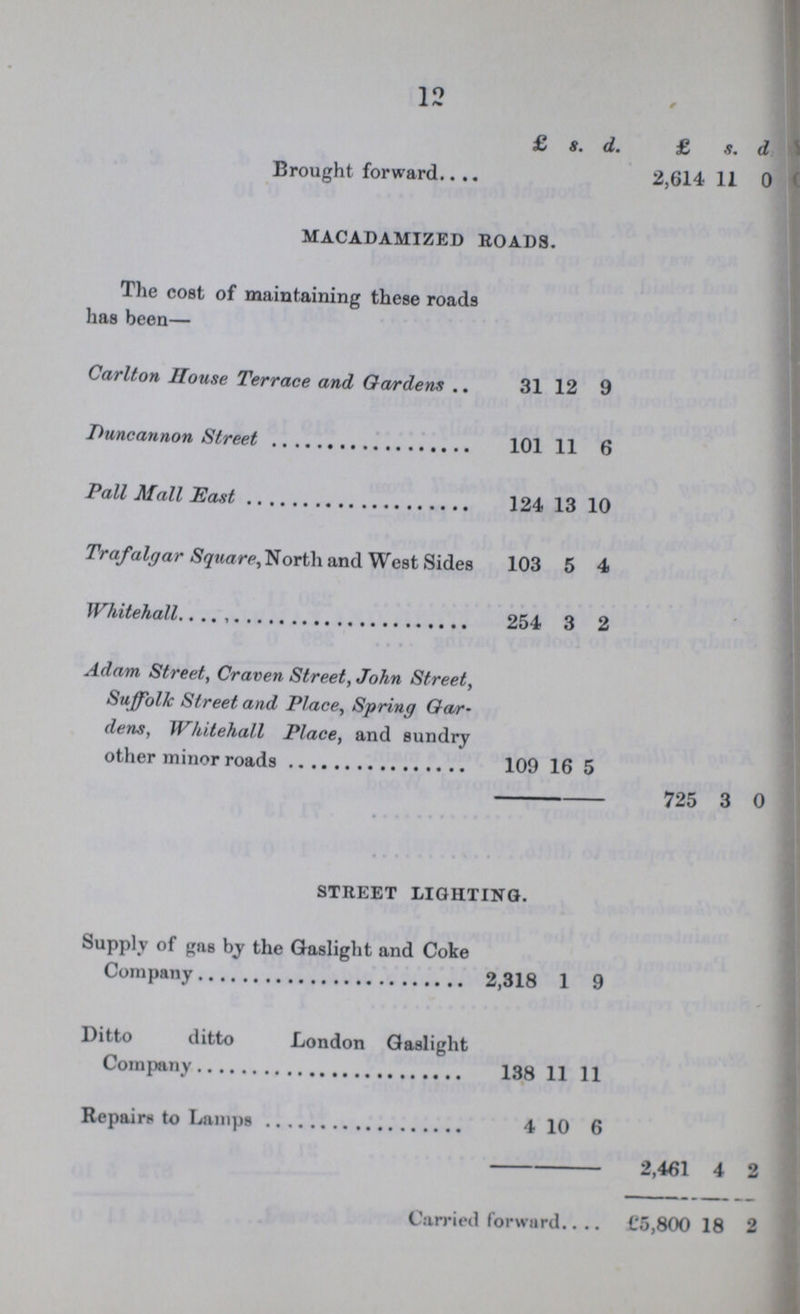 12
£ s. d. £ s. d
Brought forward.... 2,614 11 0
MACADAMIZED ROADS.
The cost of maintaining these roads
has been—
Carlton House Terrace and Gardens .. 31 12 9
Duncannon Street .................... 101 11 6
Pall Mall East ...................... 124 13 10
Trafalgar Square, North and West Sides 103 5 4
Whitehall............................ 254 3 2
Adam Street, Craven Street, John Street,
Suffolk Street and Place, Spring Gar-
dens, Whitehall Place, and sundry
other minor roads .................. 109 16 5
725 3 0
STREET LIGHTING.
Supply of gas by the Gaslight and Coke
Company........................... 2,318 1 9
Ditto ditto London Gaslight
Company........................... 138 11 11
Repairs to Lamps .................... 4 10 6
2,461 4 2
Carried forward.... £5,800 18 2